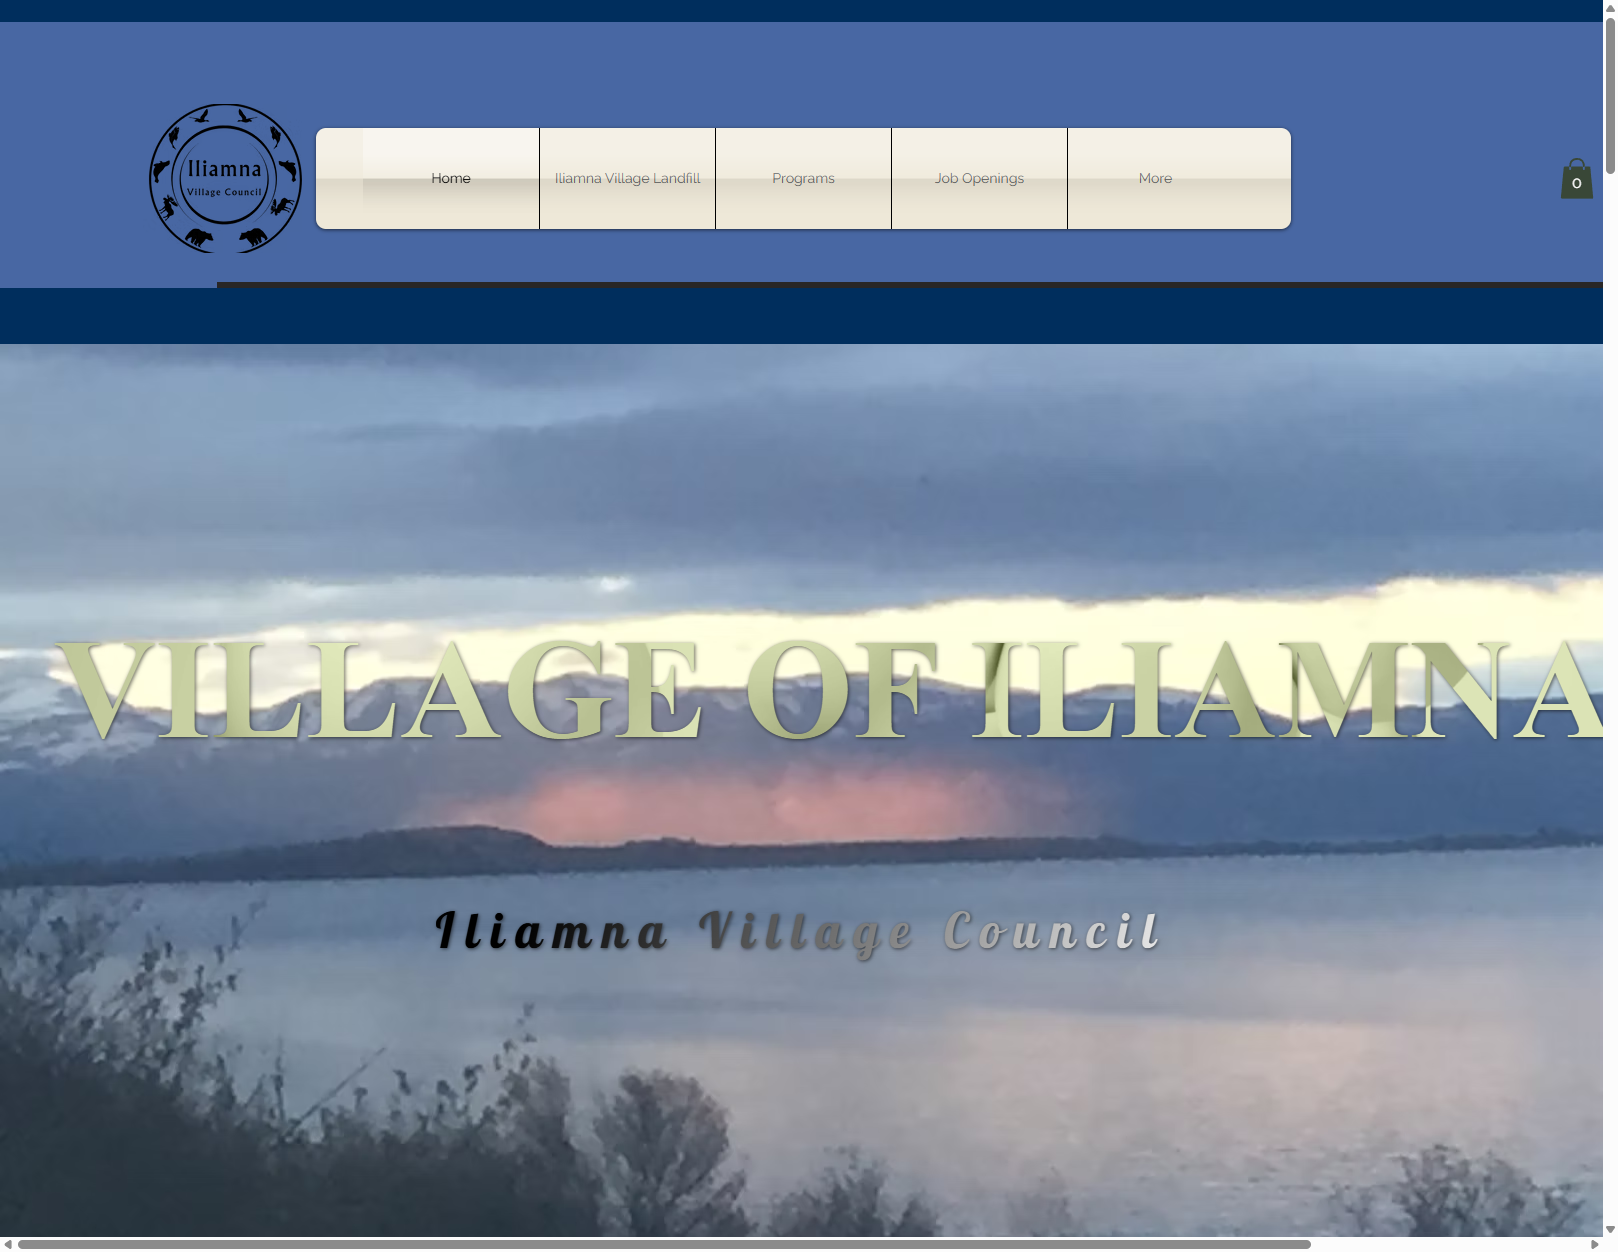 Iliamna
Village Council
Home
Iliamna Village Landfill
Programs
Job Openings
More
0
VILLAGE OF ILIAMNA
Iliamna Village Council